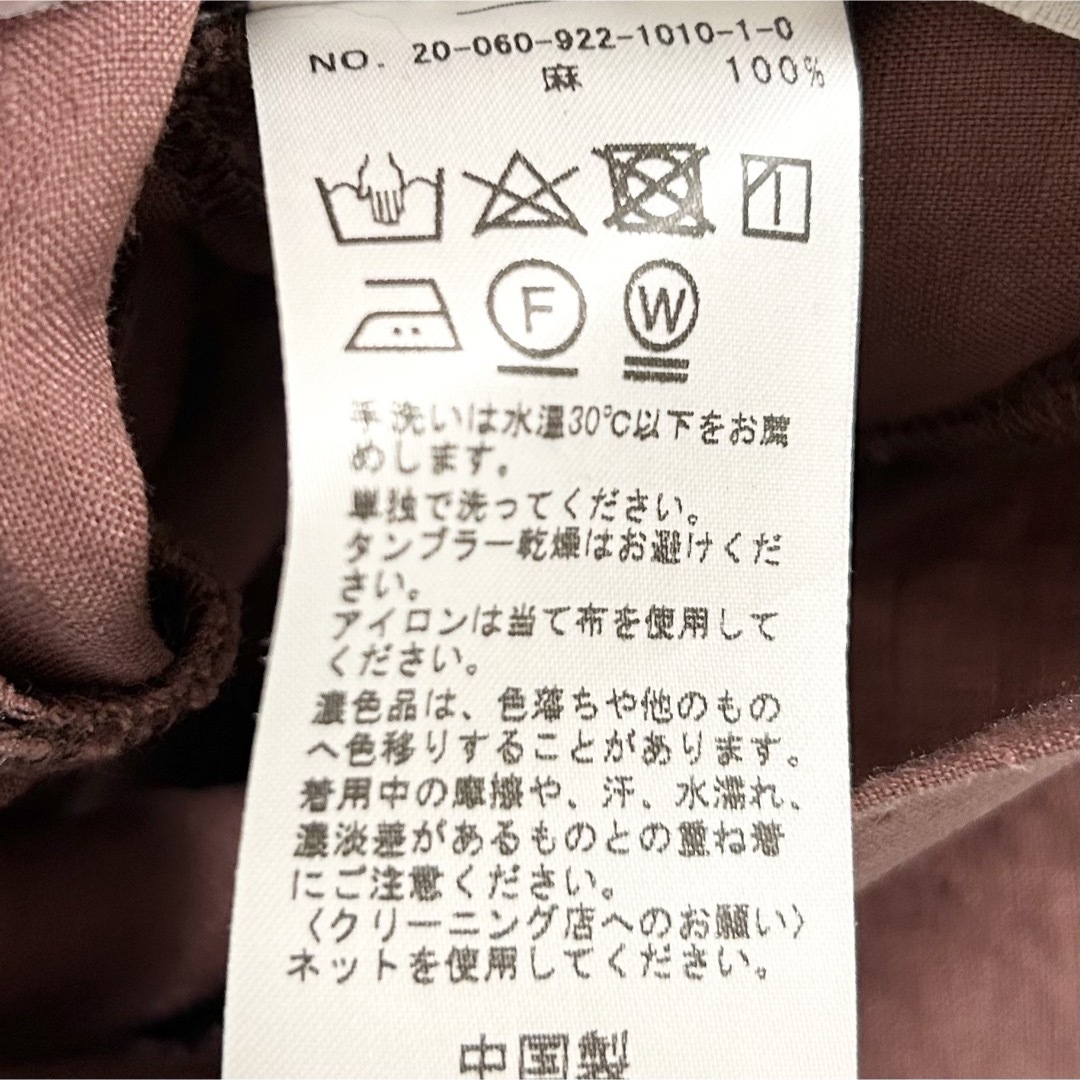 NO. 20-060-922-1010-1-0
麻 100%
F W
手洗いは水温30℃以下をお薦
めします。
単独で洗ってください。
タンブラー乾燥はお避けくだ
さい。
アイロンは当て布を使用して
ください。
濃色品は、色落ちや他のもの
へ色移りすることがあります。
着用中の摩擦や、汗、水濡れ、
濃淡差があるものとの重ね着
にご注意ください。
〈クリーニング店へのお願い〉
ネットを使用してください。
中国製